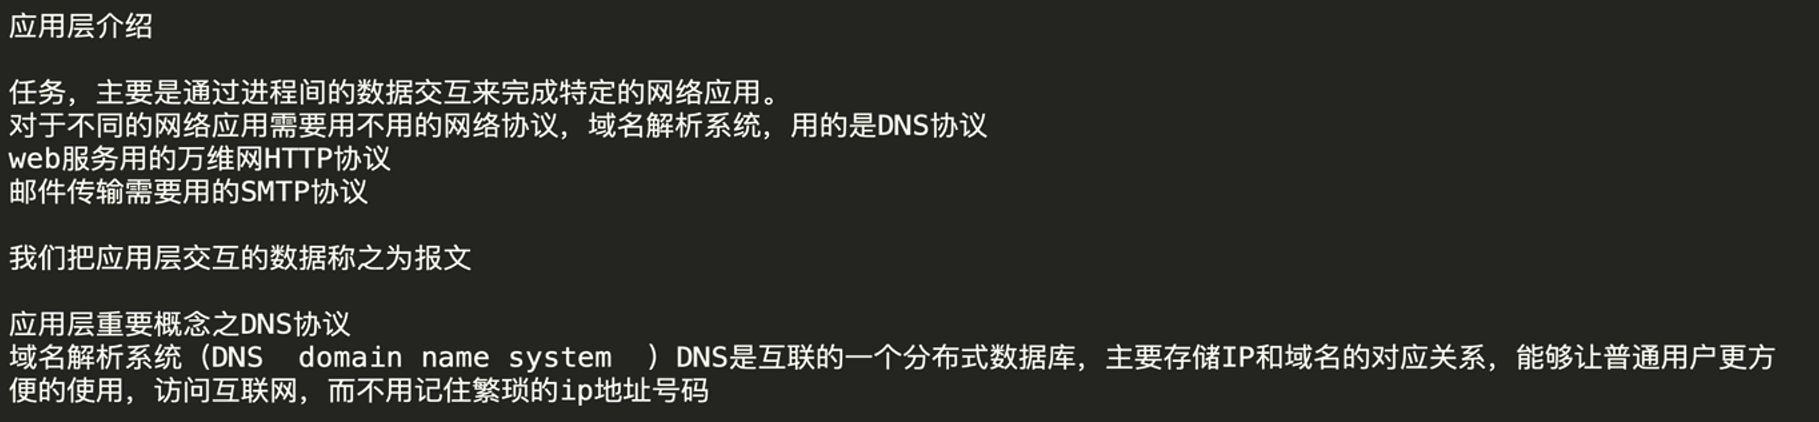 应用层介绍
任务，主要是通过进程间的数据交互来完成特定的网络应用。
对于不同的网络应用需要用不用的网络协议，域名解析系统，用的是DNS协议
web服务用的万维网HTTP协议
邮件传输需要用的SMTP协议
我们把应用层交互的数据称之为报文
应用层重要概念之DNS协议
域名解析系统（DNS  domain name system  ）DNS是互联的一个分布式数据库，主要存储IP和域名的对应关系，能够让普通用户更方
便的使用，访问互联网，而不用记住繁琐的ip地址号码